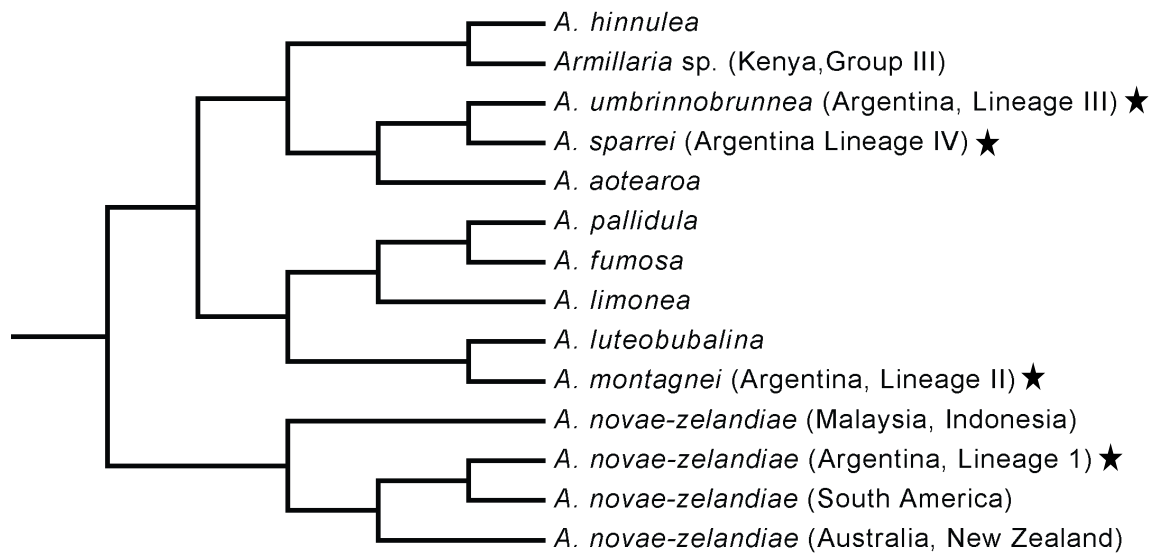 A. hinnulea
Armillaria sp. (Kenya,Group III)
A. umbrinnobrunnea (Argentina, Lineage III)
A. sparrei (Argentina Lineage IV)
A. aotearoa
A. pallidula
A. fumosa
A. limonea
A. luteobubalina
A. montagnei (Argentina, Lineage II)
A. novae-zelandiae (Malaysia, Indonesia)
A. novae-zelandiae (Argentina, Lineage 1)
A. novae-zelandiae (South America)
A. novae-zelandiae (Australia, New Zealand)